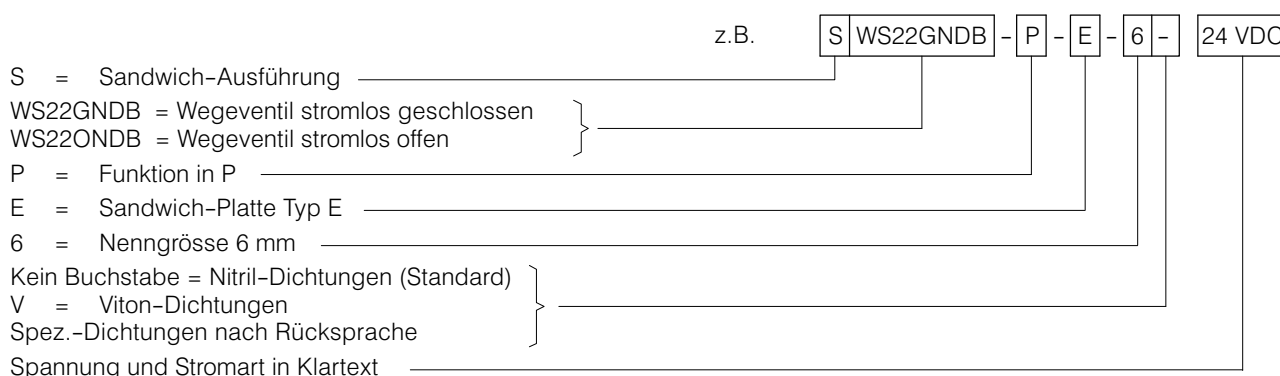 z.B. S WS22GNDB - P - E - 6 - 24 VDC
S = Sandwich-Ausführung
WS22GNDB = Wegeventil stromlos geschlossen
WS22ONDB = Wegeventil stromlos offen
P = Funktion in P
E = Sandwich-Platte Typ E
6 = Nenngrösse 6 mm
Kein Buchstabe = Nitril-Dichtungen (Standard)
V = Viton-Dichtungen
Spez.-Dichtungen nach Rücksprache
Spannung und Stromart in Klartext